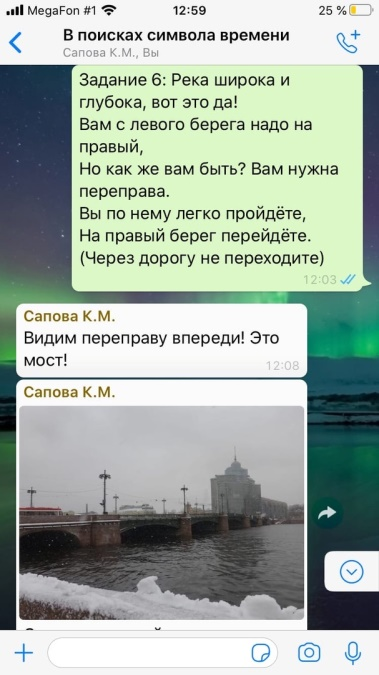 MegaFon #1 12:59 25 %
В поисках символа времени
Сапова К.М., Вы
Задание 6: Река широка и
глубока, вот это да!
Вам с левого берега надо на
правый,
Но как же вам быть? Вам нужна
переправа.
Вы по нему легко пройдёте,
На правый берег перейдёте.
(Через дорогу не переходите)
12:03
Сапова К.М.
Видим переправу впереди! Это
мост!
12:08
Сапова К.М.